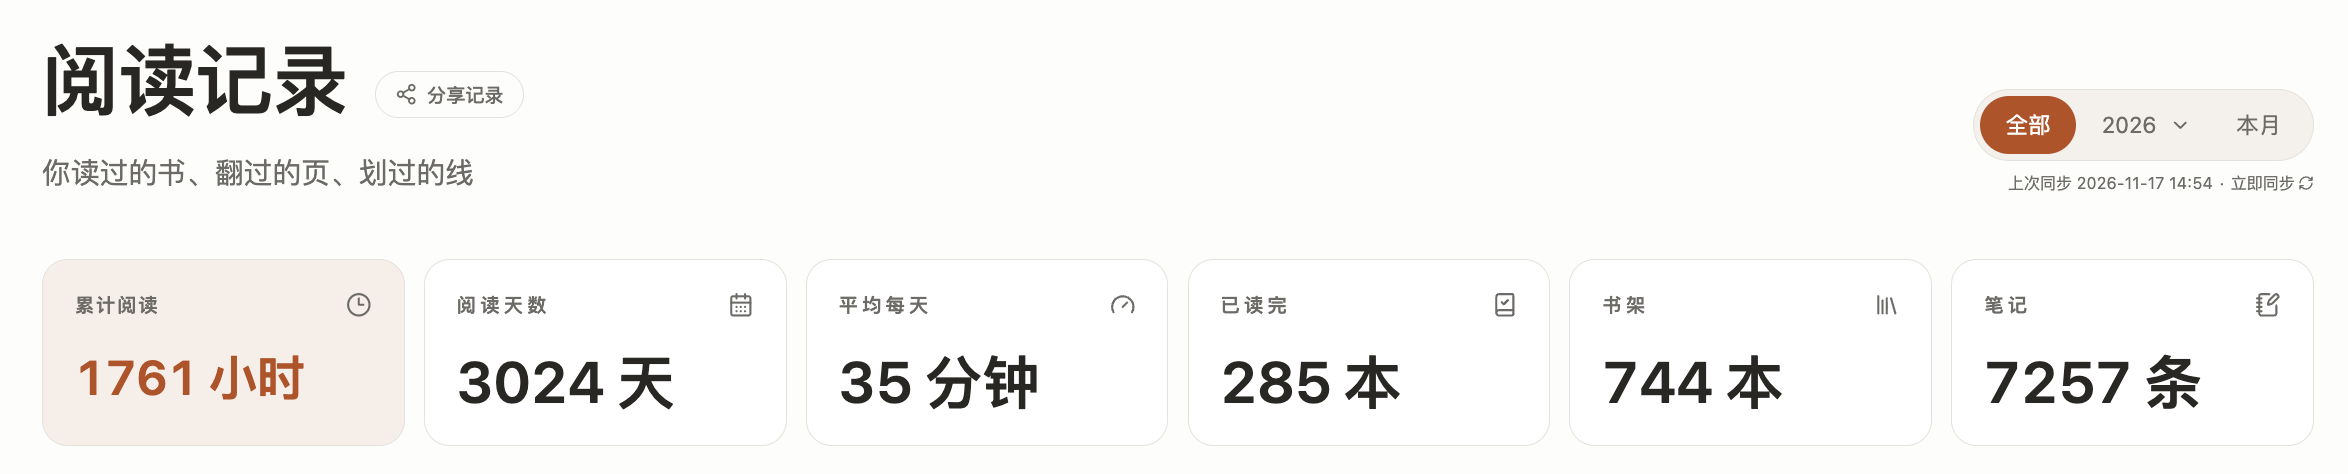 阅读记录
分享记录
你读过的书、翻过的页、划过的线
全部 2026 本月
上次同步 2026-11-17 14:54 · 立即同步
累计阅读
1761 小时
阅读天数
3024 天
平均每天
35 分钟
已读完
285 本
书架
744 本
笔记
7257 条